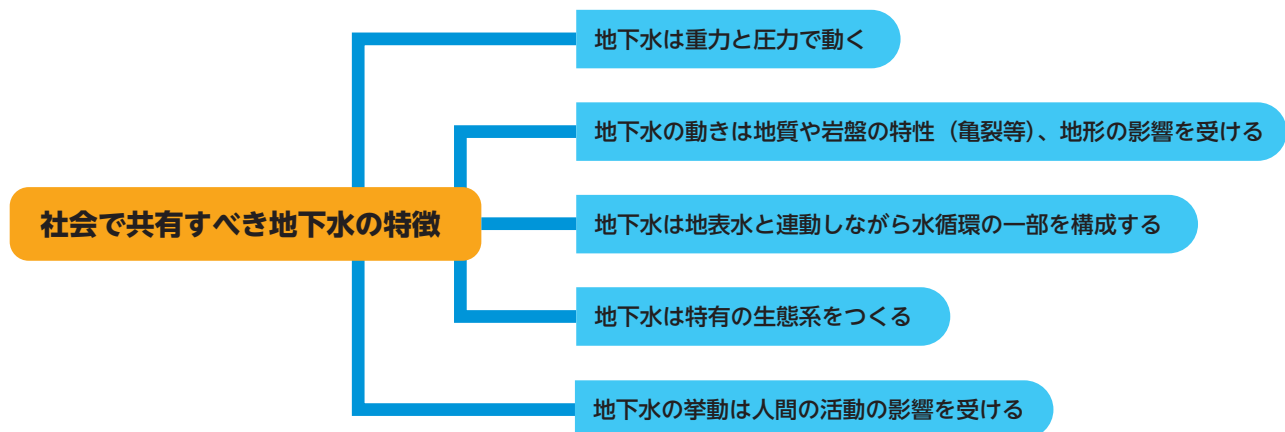 社会で共有すべき地下水の特徴
地下水は重力と圧力で動く
地下水の動きは地質や岩盤の特性（亀裂等）、地形の影響を受ける
地下水は地表水と連動しながら水循環の一部を構成する
地下水は特有の生態系をつくる
地下水の挙動は人間の活動の影響を受ける